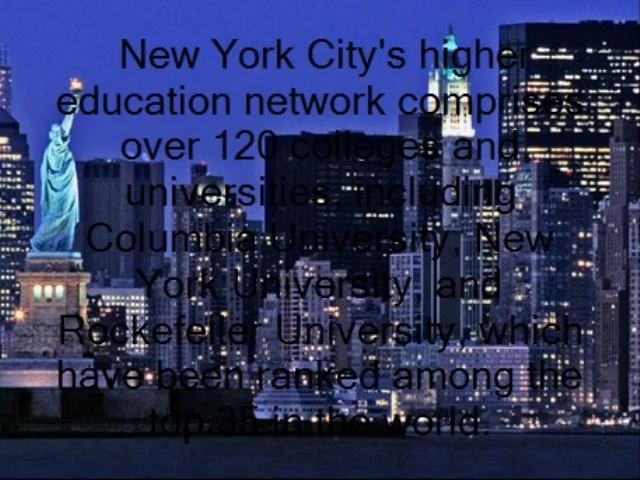 New York City's higher
education network comprises
over 120 colleges and
universities, including
Columbia University, New
York University, and
Rockefeller University, which
have been ranked among the
top 35 in the world.